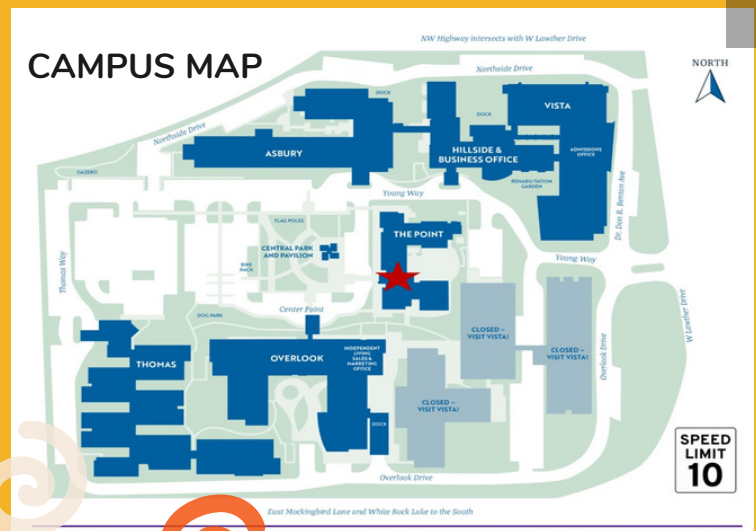 NW Highway intersects with W Lawther Drive
CAMPUS MAP
NORTH
Northside Drive
DOCK
VISTA
DOCK
Northside Drive
ASBURY
HILLSIDE &
BUSINESS OFFICE
ADMISSIONS
OFFICE
GAZEBO
REHABILITATION
GARDEN
Young Way
Dr. Don R. Benton Ave
FLAG POLES
THE POINT
CENTRAL PARK
AND PAVILION
Young Way
Thomas Way
BIKE
RACK
Center Point
W Lawther Drive
DOG PARK
CLOSED –
VISIT VISTA!
CLOSED –
VISIT VISTA!
Overlook Drive
THOMAS
OVERLOOK
INDEPENDENT
LIVING
SALES &
MARKETING
OFFICE
CLOSED –
VISIT VISTA!
DOCK
SPEED
LIMIT
10
Overlook Drive
East Mockingbird Lane and White Rock Lake to the South